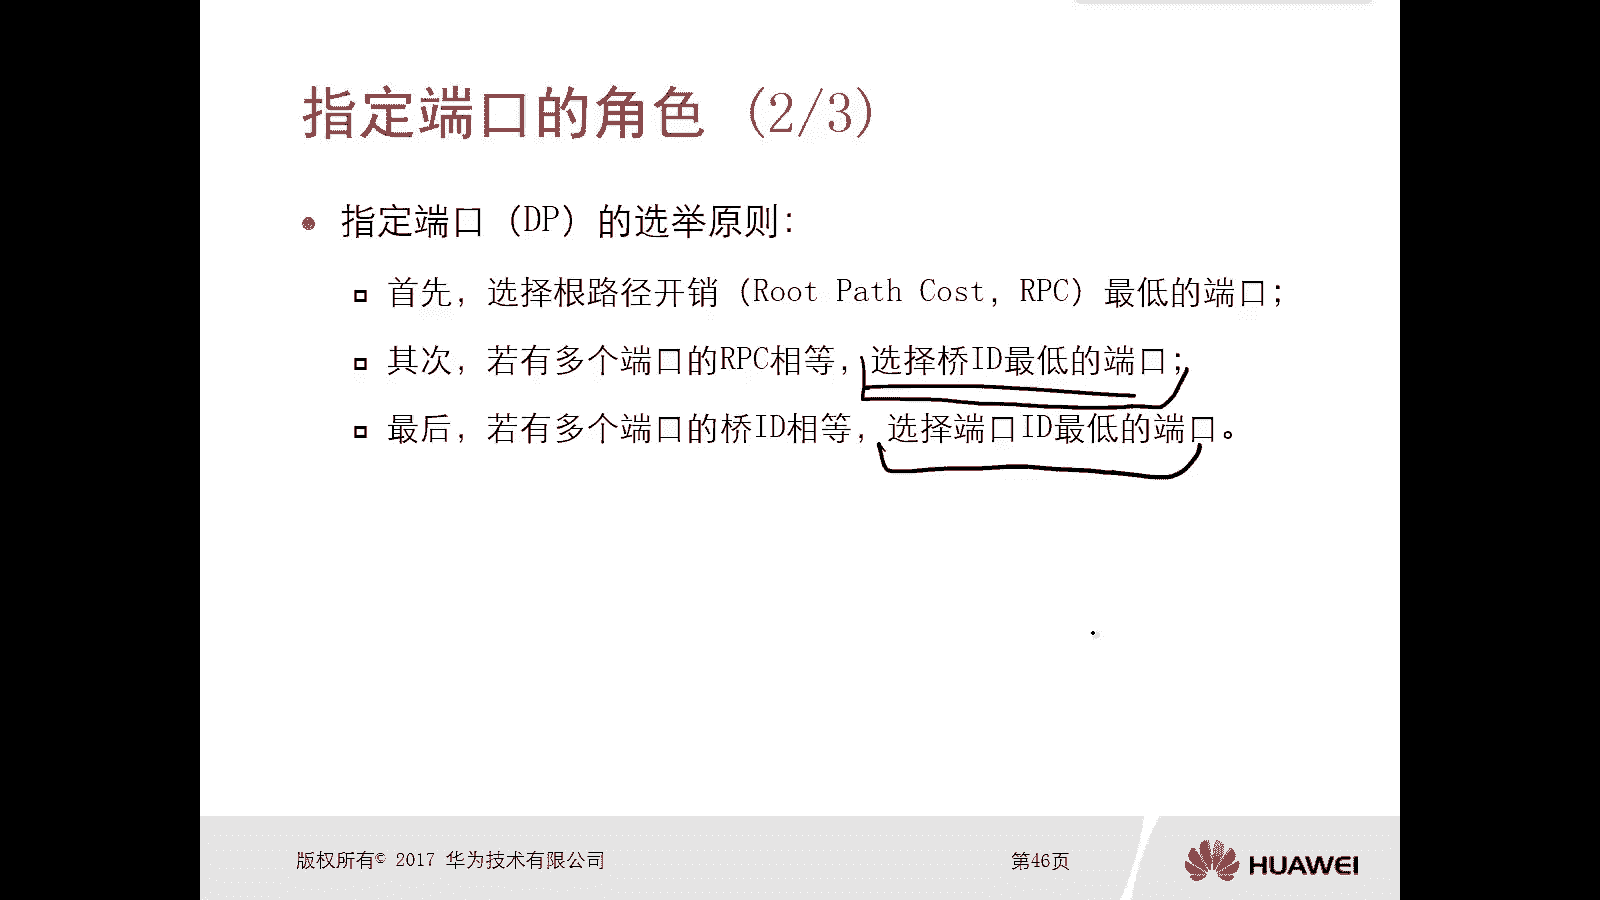 指定端口的角色 (2/3)
指定端口（DP）的选举原则：
首先，选择根路径开销（Root Path Cost，RPC）最低的端口；
其次，若有多个端口的RPC相等，选择桥ID最低的端口；
最后，若有多个端口的桥ID相等，选择端口ID最低的端口。
版权所有© 2017 华为技术有限公司
第46页
HUAWEI